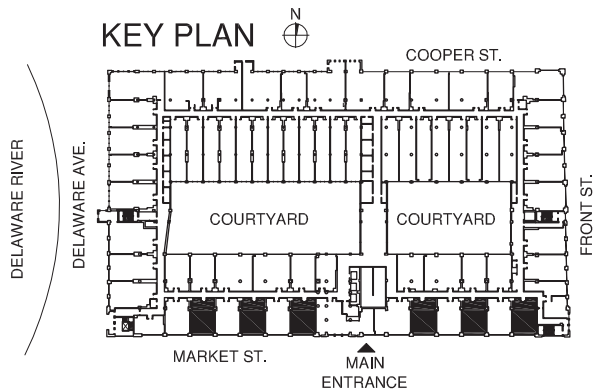 KEY PLAN
N
COOPER ST.
DELAWARE RIVER
DELAWARE AVE.
COURTYARD
COURTYARD
FRONT ST.
MARKET ST.
MAIN
ENTRANCE